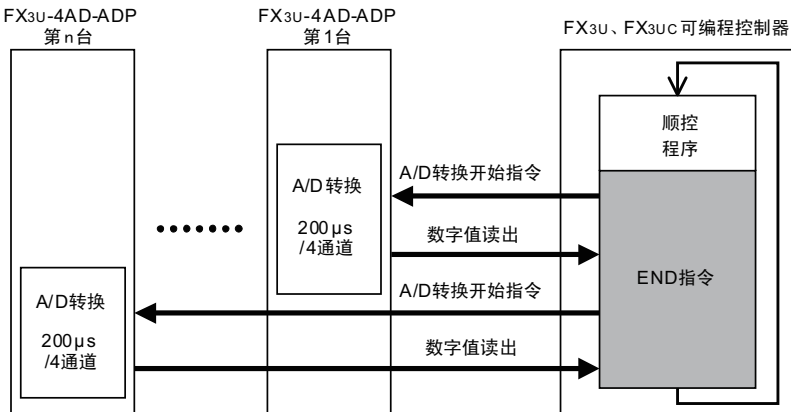 FX3U-4AD-ADP
第n台
FX3U-4AD-ADP
第1台
FX3U、FX3UC可编程控制器
顺控
程序
A/D转换开始指令
A/D转换
200μs
/4通道
数字值读出
END指令
A/D转换开始指令
A/D转换
200μs
/4通道
数字值读出